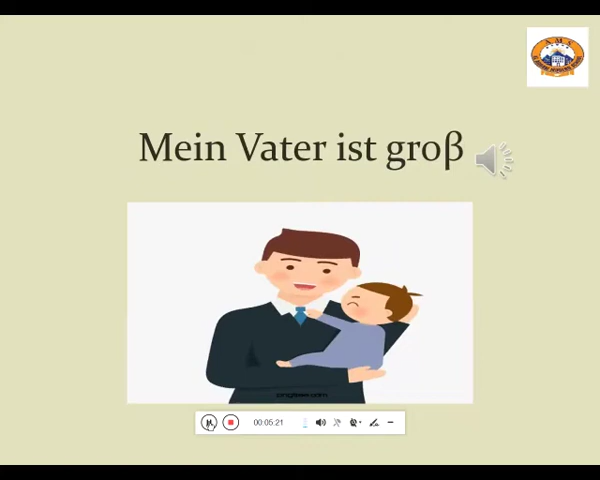 A M S
Mein Vater ist groβ
00:05:21